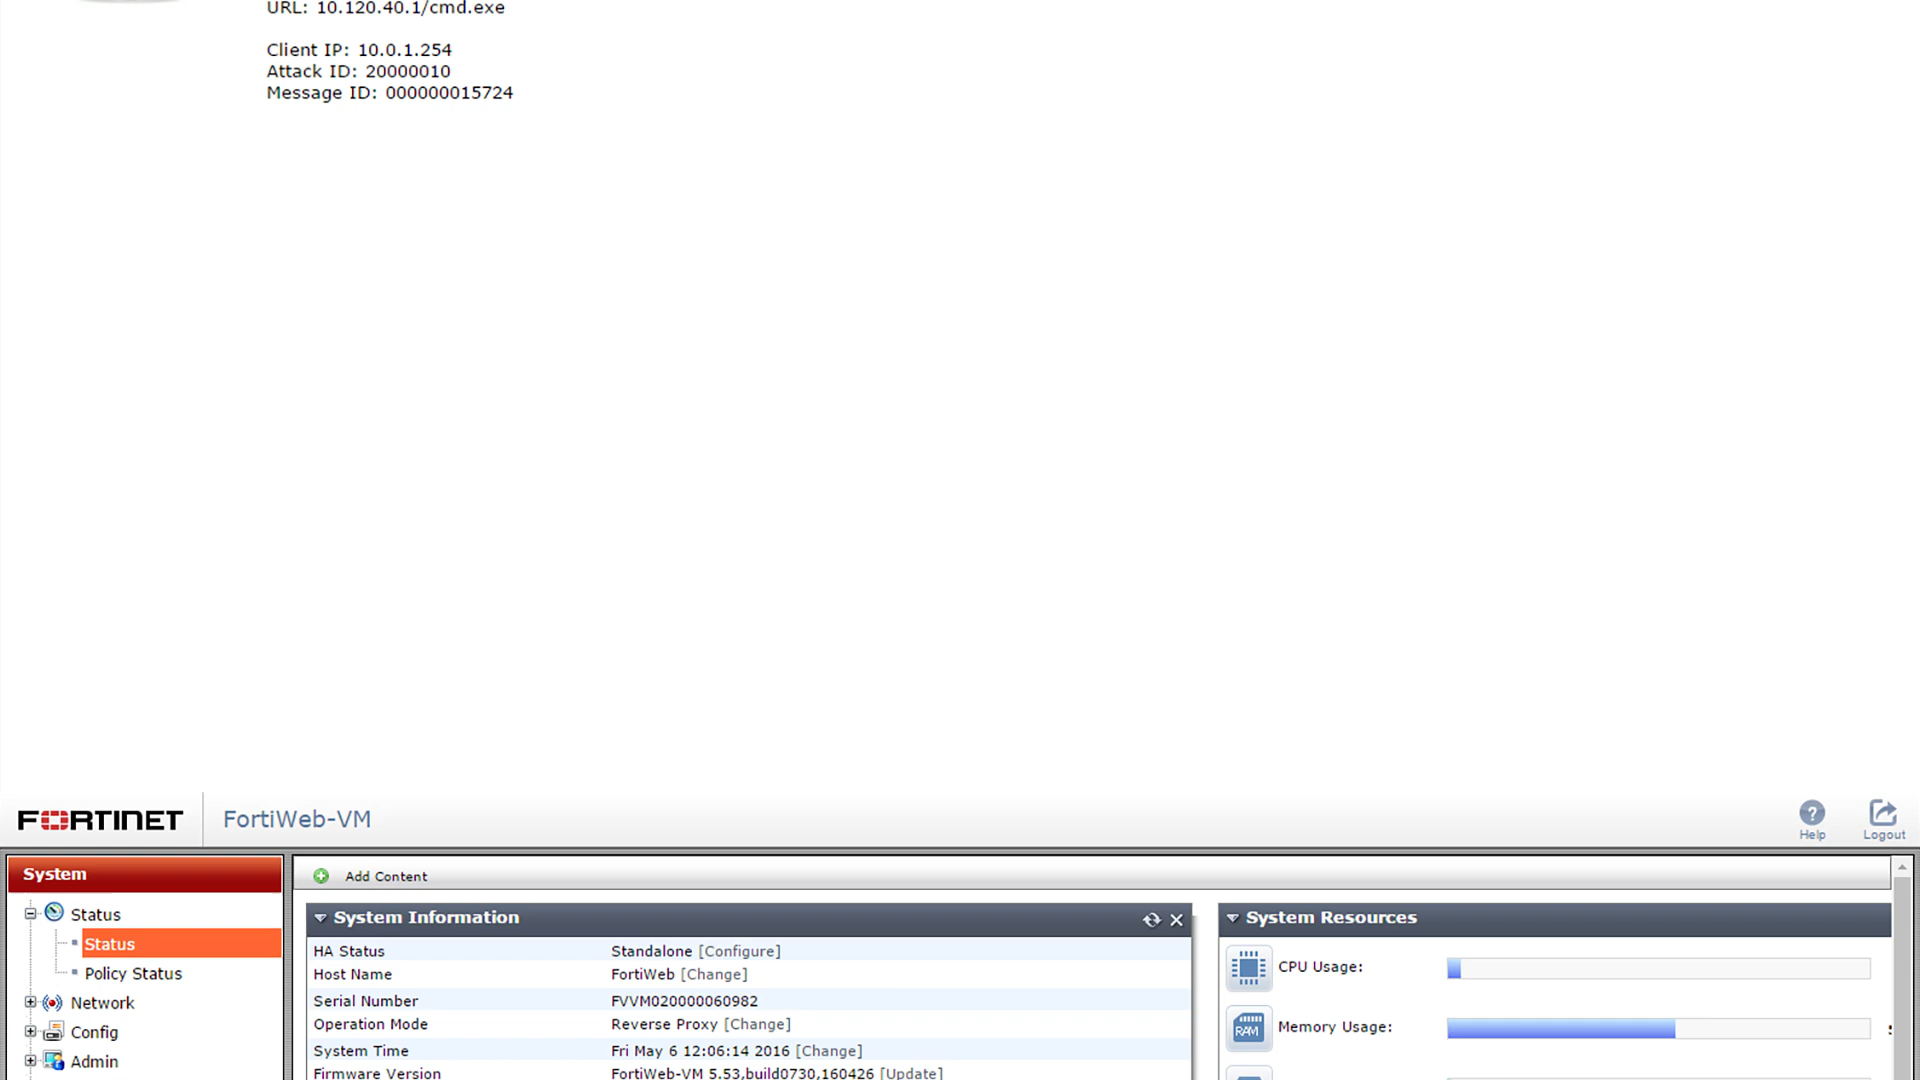 URL: 10.120.40.1/cmd.exe
Client IP: 10.0.1.254
Attack ID: 20000010
Message ID: 000000015724
FORTINET
FortiWeb-VM
Help
Logout
System
Add Content
Status
Status
Policy Status
Network
Config
Admin
System Information
HA Status Standalone [Configure]
Host Name FortiWeb [Change]
Serial Number FVVM020000060982
Operation Mode Reverse Proxy [Change]
System Time Fri May 6 12:06:14 2016 [Change]
Firmware Version FortiWeb-VM 5.53,build0730,160426 [Update]
System Resources
CPU Usage:
RAM
Memory Usage: